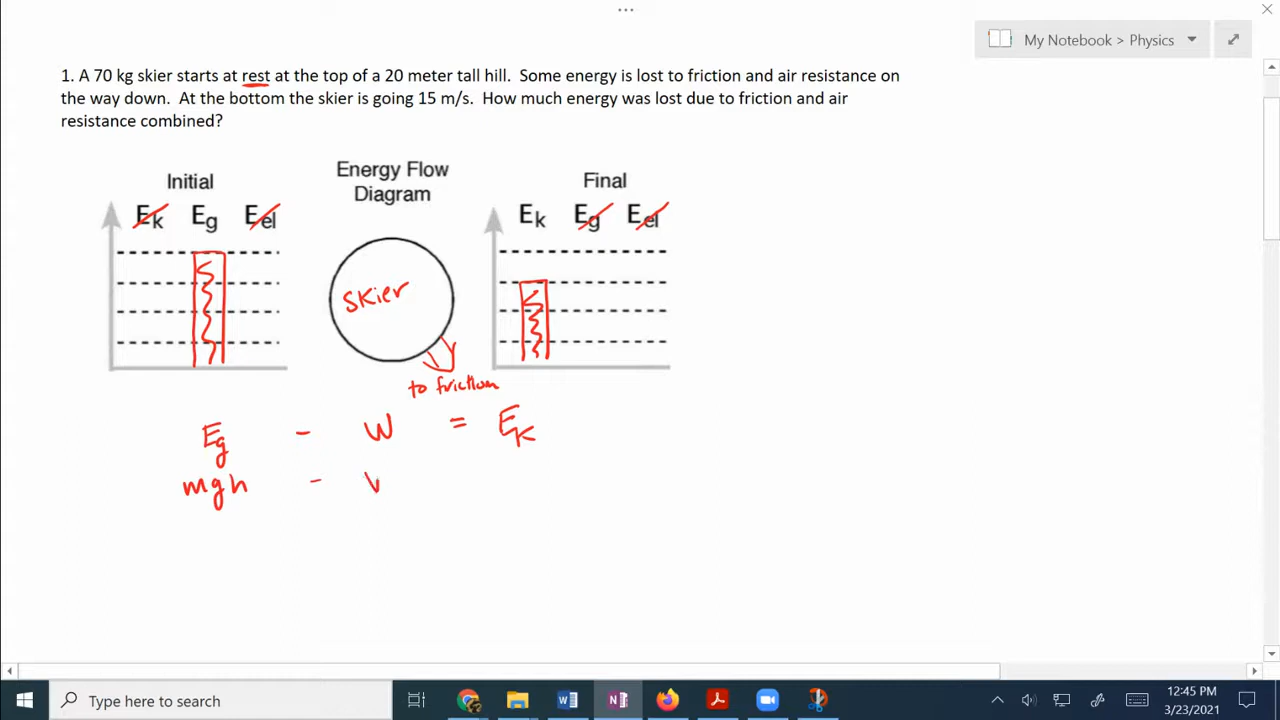 My Notebook > Physics
1. A 70 kg skier starts at rest at the top of a 20 meter tall hill. Some energy is lost to friction and air resistance on
the way down. At the bottom the skier is going 15 m/s. How much energy was lost due to friction and air
resistance combined?
Initial
Energy Flow
Diagram
Final
Ek Eg Eel
Ek Eg Eel
skier
to friction
Eg - W = Ek
mgh - \
Type here to search
12:45 PM
3/23/2021